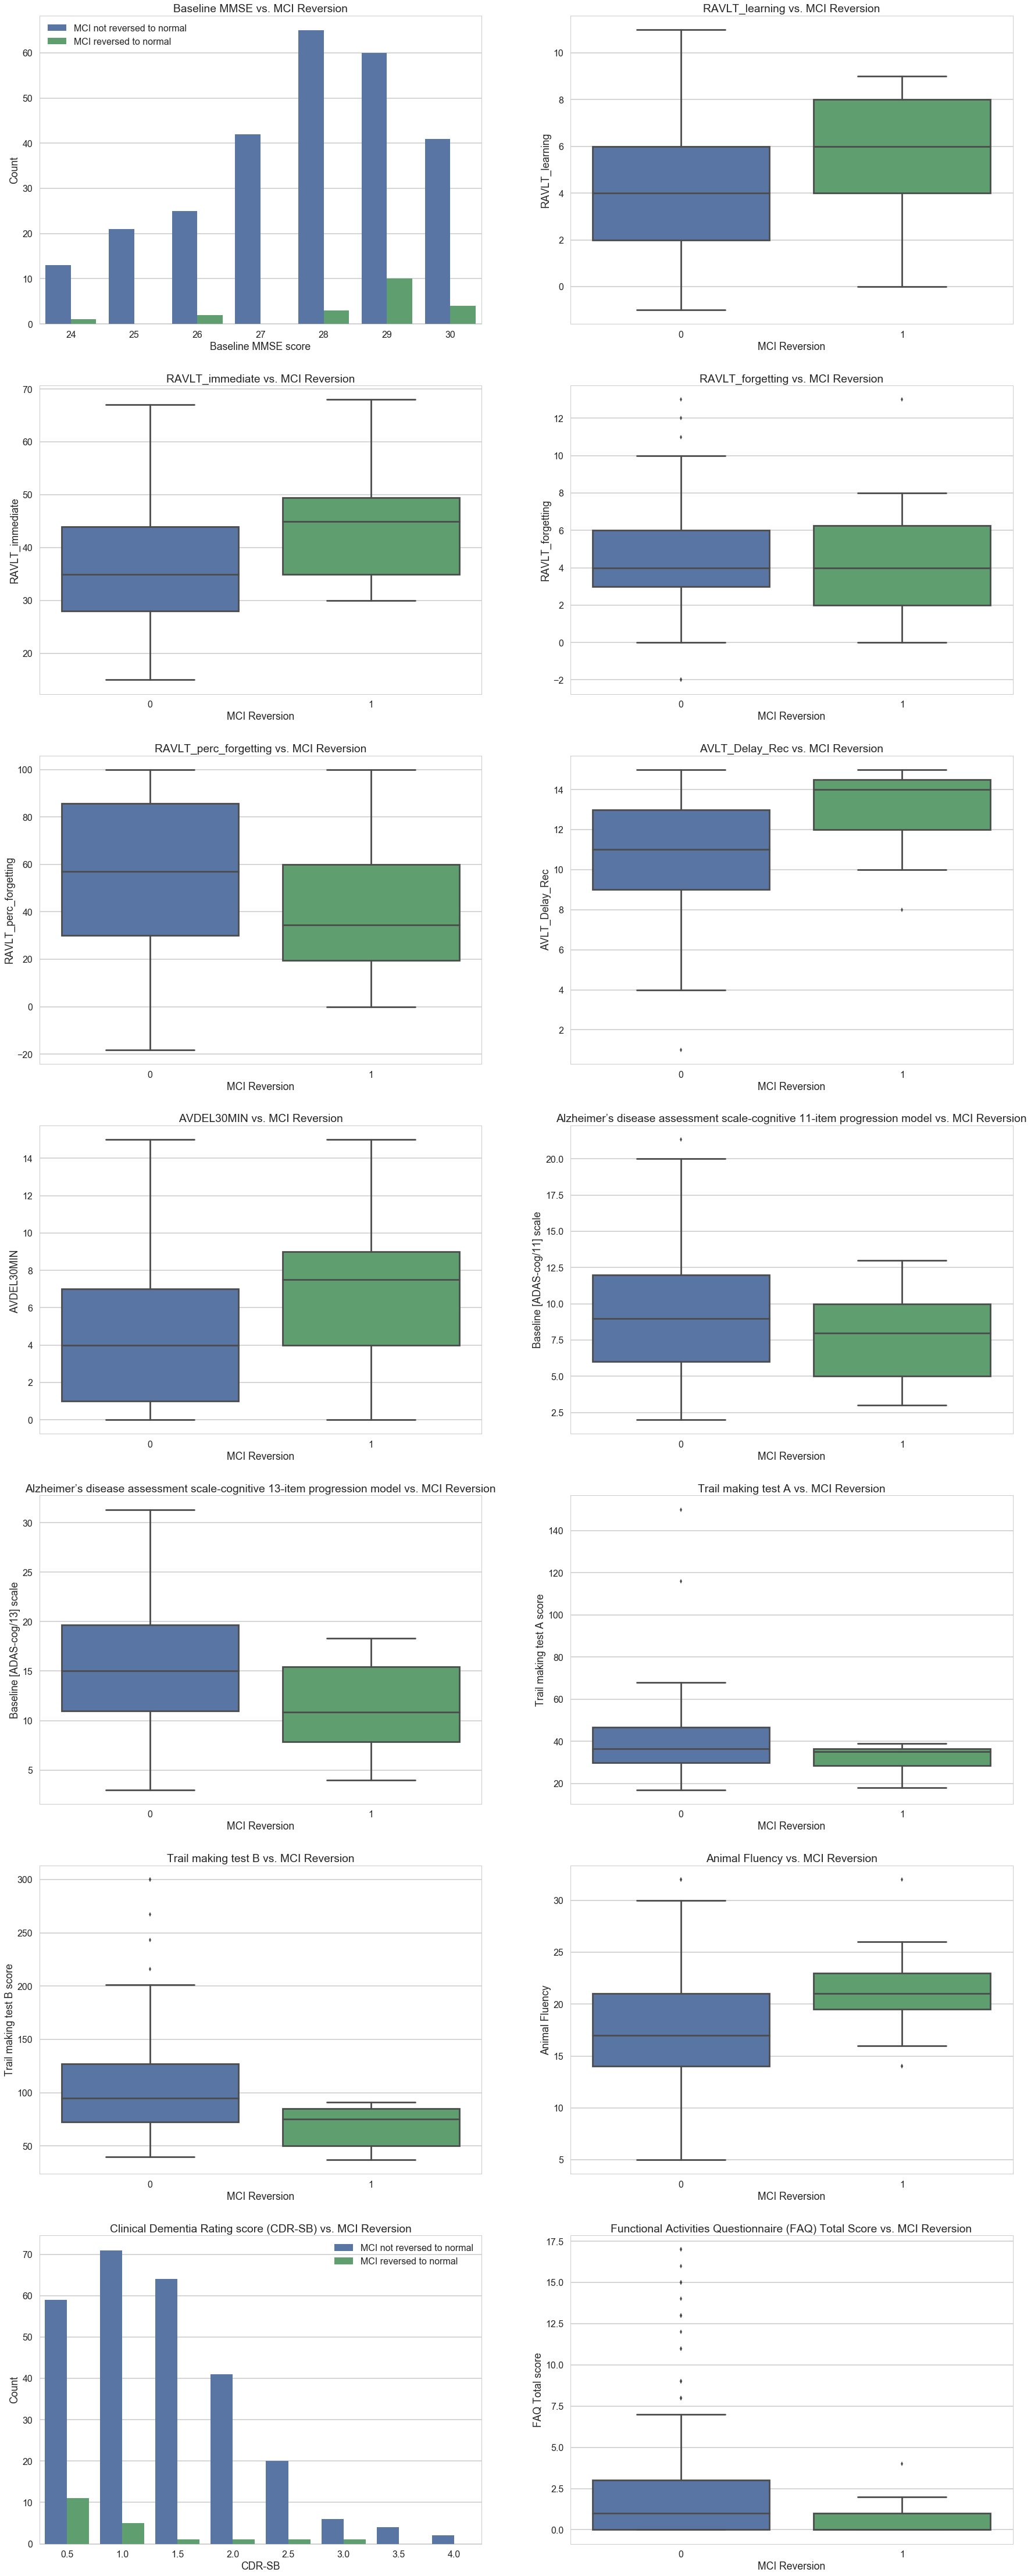 Baseline MMSE vs. MCI Reversion
MCI not reversed to normal
MCI reversed to normal
60
50
40
30
20
10
0
Count
24 25 26 27 28 29 30
Baseline MMSE score
RAVLT_learning vs. MCI Reversion
10
8
6
4
2
0
RAVLT_learning
0 1
MCI Reversion
RAVLT_immediate vs. MCI Reversion
70
60
50
40
30
20
RAVLT_immediate
0 1
MCI Reversion
RAVLT_forgetting vs. MCI Reversion
12
10
8
6
4
2
0
−2
RAVLT_forgetting
0 1
MCI Reversion
RAVLT_perc_forgetting vs. MCI Reversion
100
80
60
40
20
0
−20
RAVLT_perc_forgetting
0 1
MCI Reversion
AVLT_Delay_Rec vs. MCI Reversion
14
12
10
8
6
4
2
AVLT_Delay_Rec
0 1
MCI Reversion
AVDEL30MIN vs. MCI Reversion
14
12
10
8
6
4
2
0
AVDEL30MIN
0 1
MCI Reversion
Alzheimer's disease assessment scale-cognitive 11-item progression model vs. MCI Reversion
20.0
17.5
15.0
12.5
10.0
7.5
5.0
2.5
Baseline [ADAS-cog/11] scale
0 1
MCI Reversion
Alzheimer's disease assessment scale-cognitive 13-item progression model vs. MCI Reversion
30
25
20
15
10
5
Baseline [ADAS-cog/13] scale
0 1
MCI Reversion
Trail making test A vs. MCI Reversion
140
120
100
80
60
40
20
Trail making test A score
0 1
MCI Reversion
Trail making test B vs. MCI Reversion
300
250
200
150
100
50
Trail making test B score
0 1
MCI Reversion
Animal Fluency vs. MCI Reversion
30
25
20
15
10
5
Animal Fluency
0 1
MCI Reversion
Clinical Dementia Rating score (CDR-SB) vs. MCI Reversion
MCI not reversed to normal
MCI reversed to normal
70
60
50
40
30
20
10
0
Count
0.5 1.0 1.5 2.0 2.5 3.0 3.5 4.0
CDR-SB
Functional Activities Questionnaire (FAQ) Total Score vs. MCI Reversion
17.5
15.0
12.5
10.0
7.5
5.0
2.5
0.0
FAQ Total score
0 1
MCI Reversion